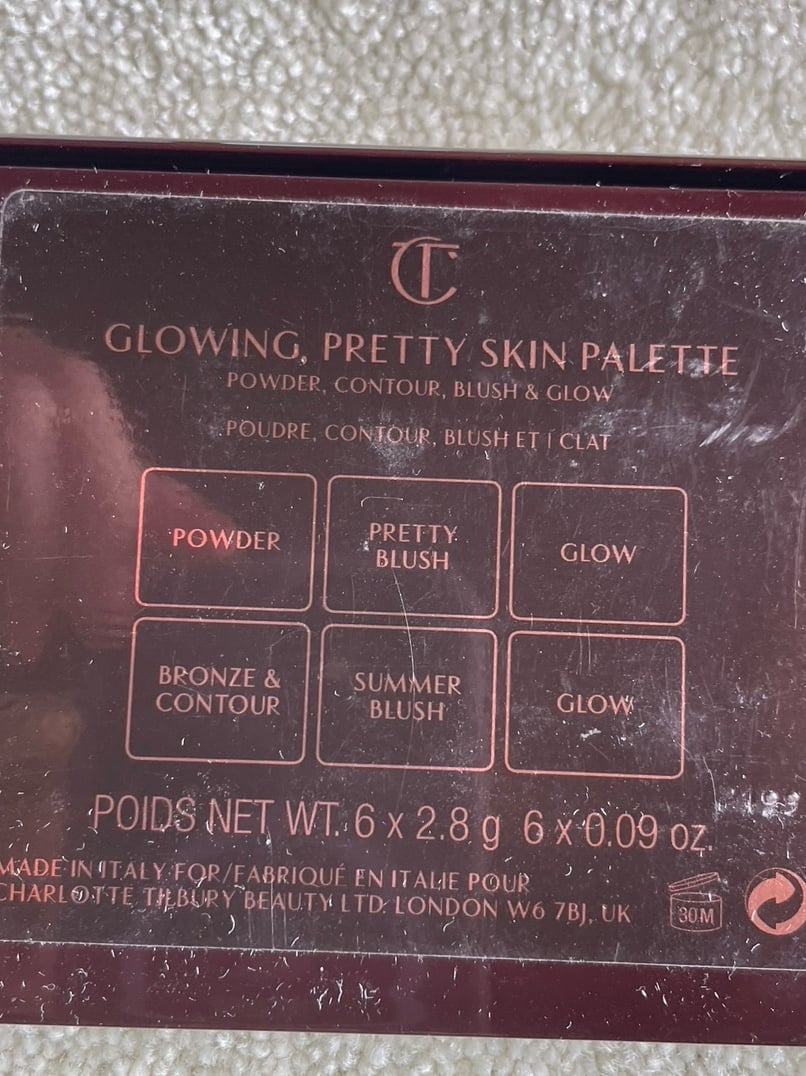 CT
GLOWING, PRETTY SKIN PALETTE
POWDER, CONTOUR, BLUSH & GLOW
POUDRE, CONTOUR, BLUSH ET CLAT
POWDER
PRETTY
BLUSH
GLOW
BRONZE &
CONTOUR
SUMMER
BLUSH
GLOW
POIDS NET WT. 6 x 2.8 g 6 x 0.09 oz.
MADE IN ITALY FOR/FABRIQUÉ EN ITALIE POUR
CHARLOTTE TILBURY BEAUTY LTD. LONDON W6 7BJ, UK
30M